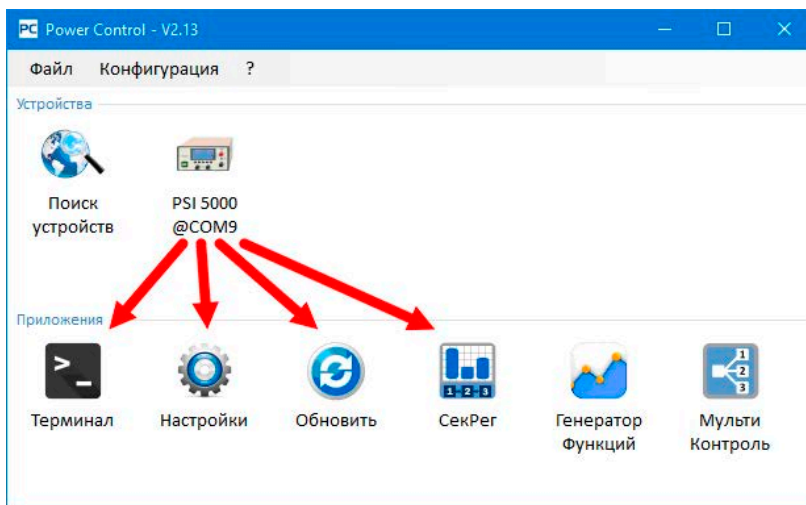 PC Power Control - V2.13
Файл Конфигурация ?
Устройства
Поиск устройств
PSI 5000 @COM9
Приложения
>_
1 2 3
1
2
3
Терминал
Настройки
Обновить
СекРег
Генератор Функций
Мульти Контроль